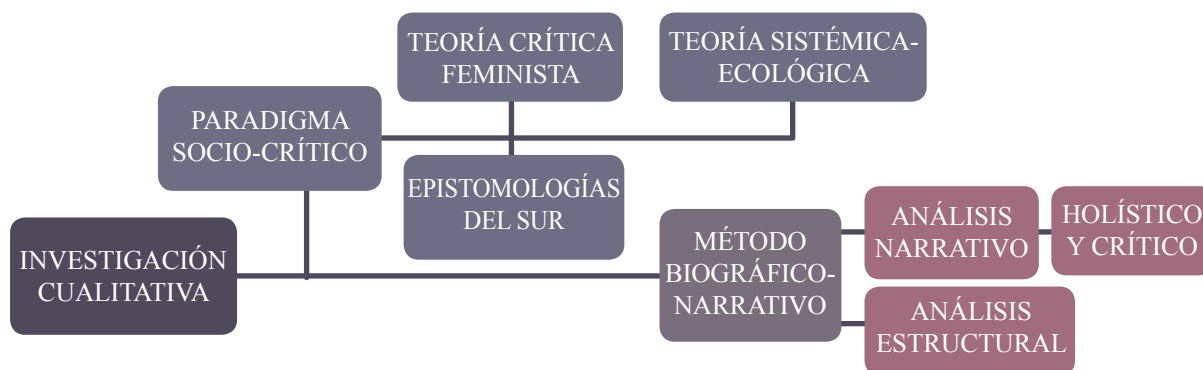 TEORÍA CRÍTICA
FEMINISTA
TEORÍA SISTÉMICA-
ECOLÓGICA
PARADIGMA
SOCIO-CRÍTICO
EPISTOMOLOGÍAS
DEL SUR
INVESTIGACIÓN
CUALITATIVA
MÉTODO
BIOGRÁFICO-
NARRATIVO
ANÁLISIS
NARRATIVO
HOLÍSTICO
Y CRÍTICO
ANÁLISIS
ESTRUCTURAL